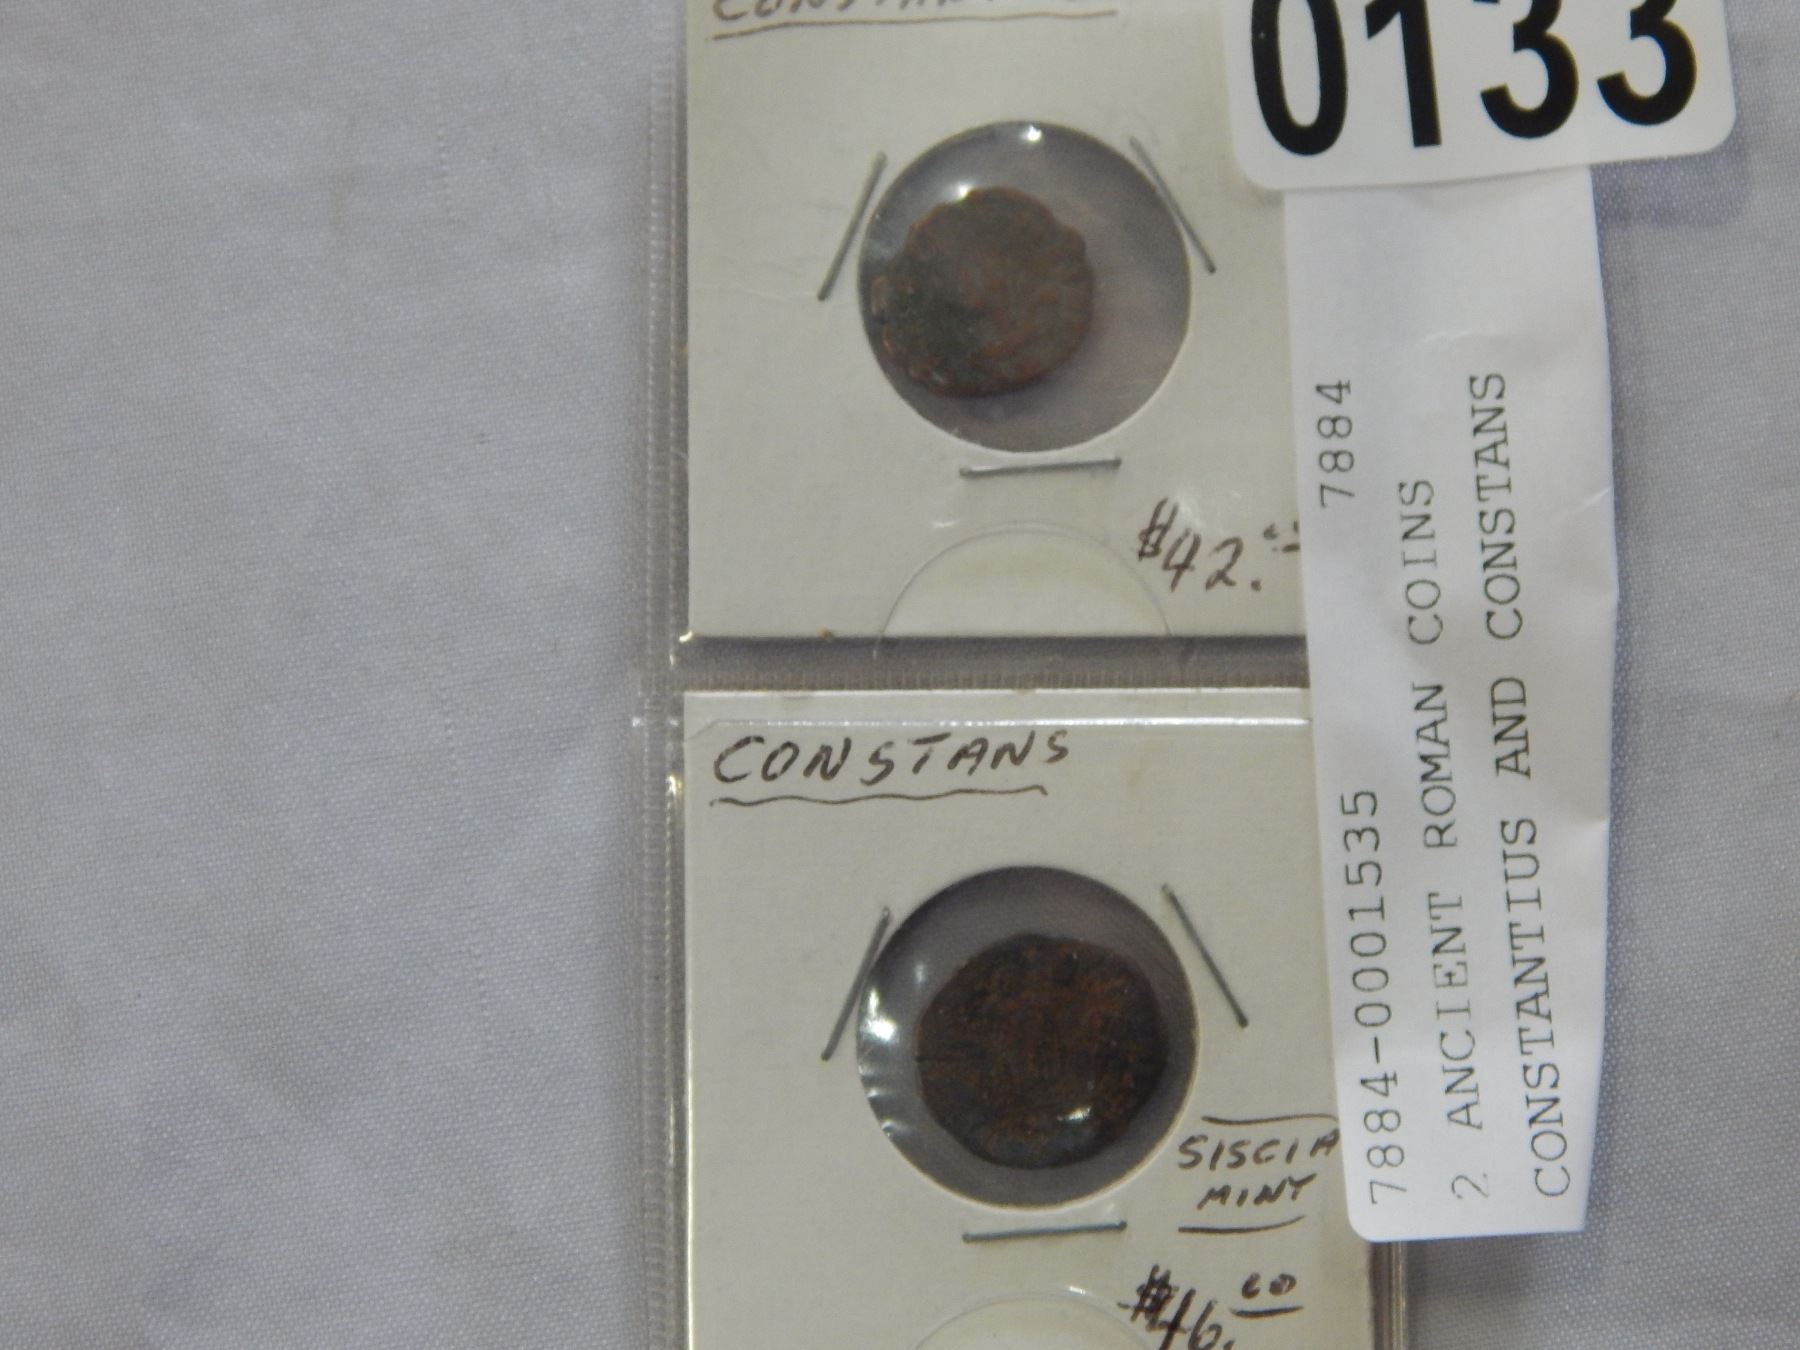 0133
$42.
CONSTANS
SISCIA
MINT
$46.00
7884-0001535 7884
2 ANCIENT ROMAN COINS
CONSTANTIUS AND CONSTANS